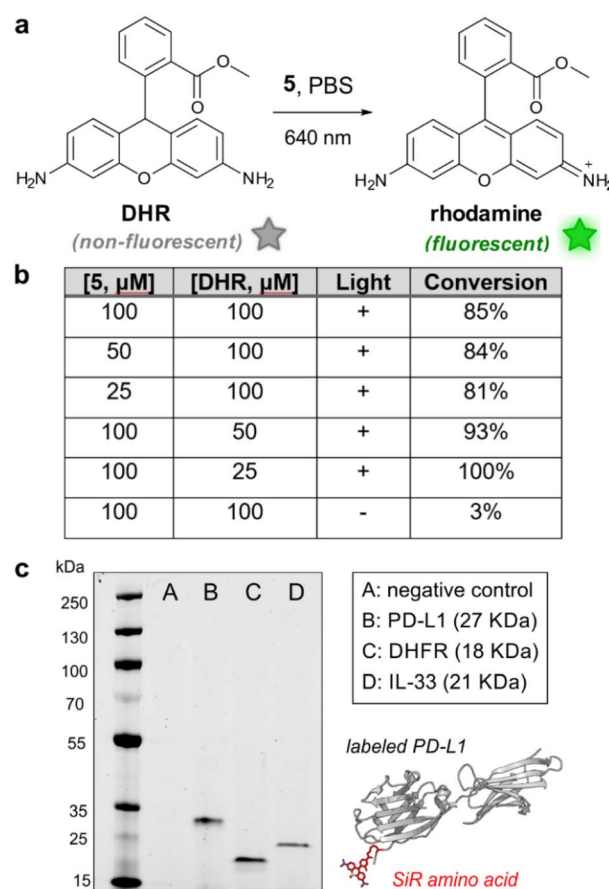 a
O
O
5, PBS
640 nm
O
O
H2N
O
NH2
H2N
O
NH2
+
DHR
rhodamine
(non-fluorescent)
(fluorescent)
b
[5, μM] [DHR, μM] Light Conversion
100 100 + 85%
50 100 + 84%
25 100 + 81%
100 50 + 93%
100 25 + 100%
100 100 - 3%
c
kDa
A B C D
250
130
100
70
55
35
25
15
A: negative control
B: PD-L1 (27 KDa)
C: DHFR (18 KDa)
D: IL-33 (21 KDa)
labeled PD-L1
SiR amino acid